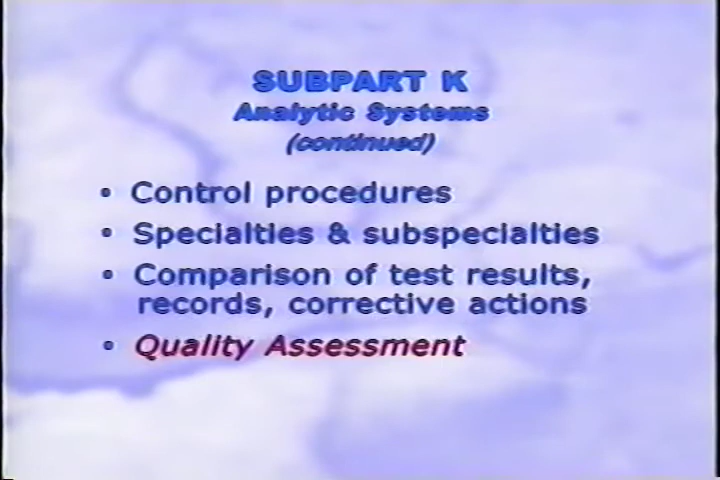 SUBPART K
Analytic Systems
(continued)
• Control procedures
• Specialties & subspecialties
• Comparison of test results,
records, corrective actions
• Quality Assessment